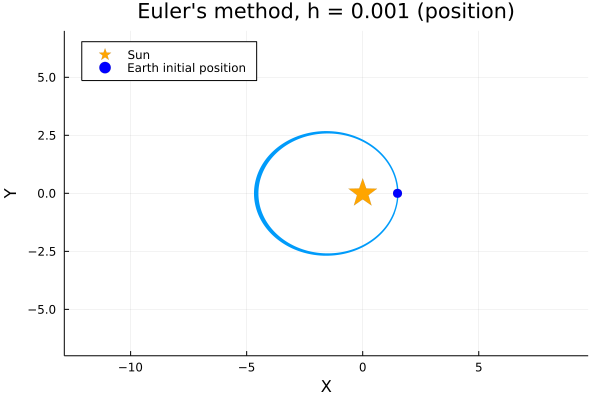 Euler's method, h = 0.001 (position)
Sun
Earth initial position
5.0
2.5
0.0
−2.5
−5.0
Y
−10
−5
0
5
X